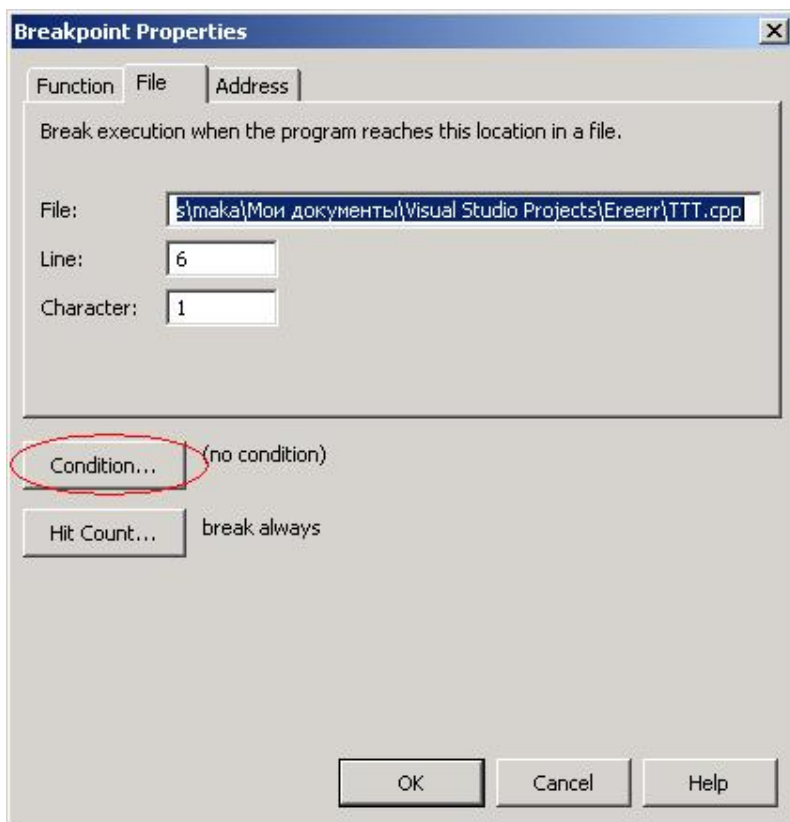 Breakpoint Properties
Function File Address
Break execution when the program reaches this location in a file.
File: s\maka\Мои документы\Visual Studio Projects\Ereerr\TTT.cpp
Line: 6
Character: 1
Condition... (no condition)
Hit Count... break always
OK Cancel Help